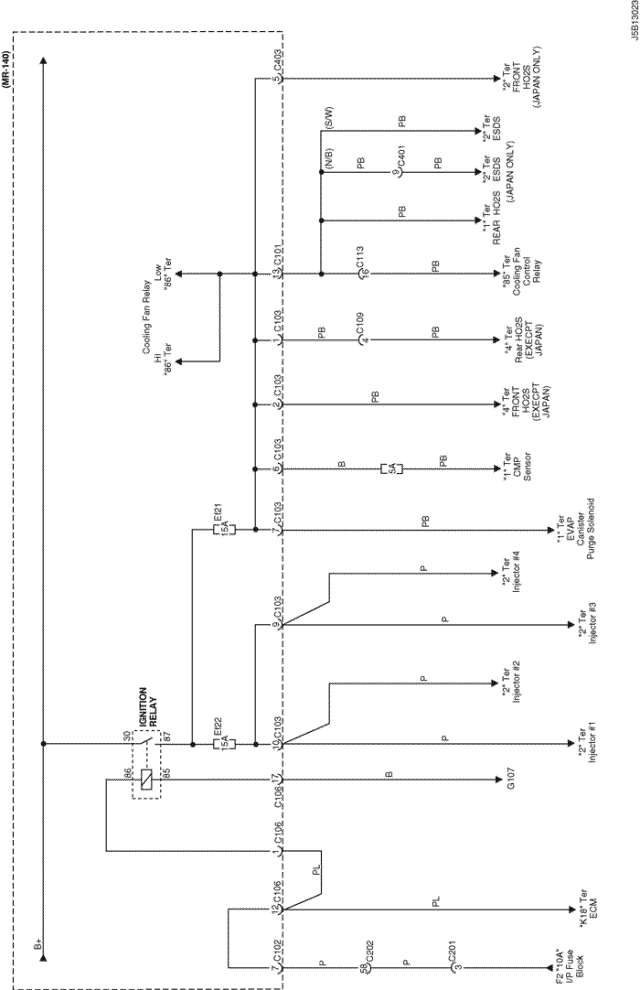 J5B13023
(MR-140)
B+
Cooling Fan Relay
HI
"86" Ter
Low
"86" Ter
IGNITION
RELAY
30
87
86
85
Ef21
15A
Ef22
15A
7 C102
12 C106
1 C106
17
C106
10 C103
9 C103
7 C103
6 C103
2 C103
1 C103
13 C101
5 C403
P
58 C202
P
3 C201
F2 "10A"
I/P Fuse
Block
PL
PL
"K18" Ter
ECM
B
G107
P
"2" Ter
Injector #1
P
"2" Ter
Injector #2
P
"2" Ter
Injector #3
P
"2" Ter
Injector #4
PB
"1" Ter
EVAP
Canister
Purge Solenoid
B
5A
PB
"1" Ter
CMP
Sensor
PB
"4" Ter
FRONT
HO2S
(EXECPT
JAPAN)
PB
4 C109
PB
"4" Ter
Rear HO2S
(EXECPT
JAPAN)
16 C113
PB
"85" Ter
Cooling Fan
Control
Relay
PB
"1" Ter
REAR HO2S
(N/B)
PB
9 C401
PB
"2" Ter
ESDS
(JAPAN ONLY)
(S/W)
PB
"2" Ter
ESDS
"2" Ter
FRONT
HO2S
(JAPAN ONLY)